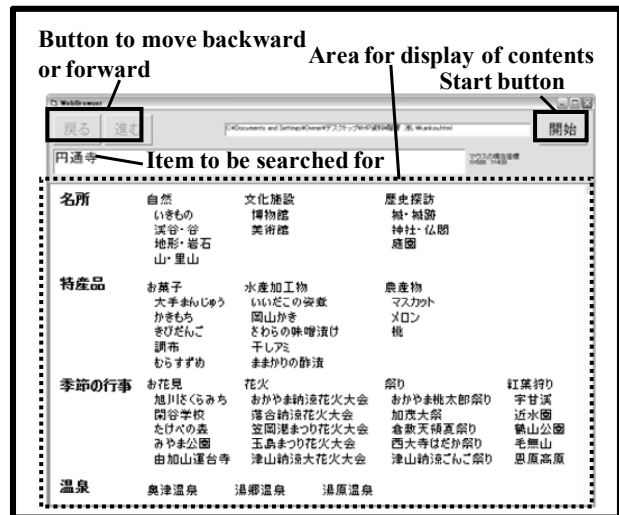 Button to move backward
or forward
Area for display of contents
Start button
WebBrowser
戻る 進む
開始
円通寺
Item to be searched for
マウスの現在座標
名所 自然 文化施設 歴史探訪
いきもの 博物館 城・城跡
渓谷・谷 美術館 神社・仏閣
地形・岩石 庭園
山・里山
特産品 お菓子 水産加工物 農産物
大手まんじゅう いいだこの姿煮 マスカット
かきもち 岡山かき メロン
きびだんご さわらの味噌漬け 桃
調布 干しアミ
むらすずめ ままかりの酢漬
季節の行事 お花見 花火 祭り 紅葉狩り
旭川さくらみち おかやま納涼花火大会 おかやま桃太郎祭り 宇甘渓
閑谷学校 落合納涼花火大会 加茂大祭 近水園
たけべの森 笠岡港まつり花火大会 倉敷天領夏祭り 鶴山公園
みやま公園 玉島まつり花火大会 西大寺はだか祭り 毛無山
由加山蓮台寺 津山納涼大花火大会 津山納涼ごんご祭り 恩原高原
温泉 奥津温泉 湯郷温泉 湯原温泉